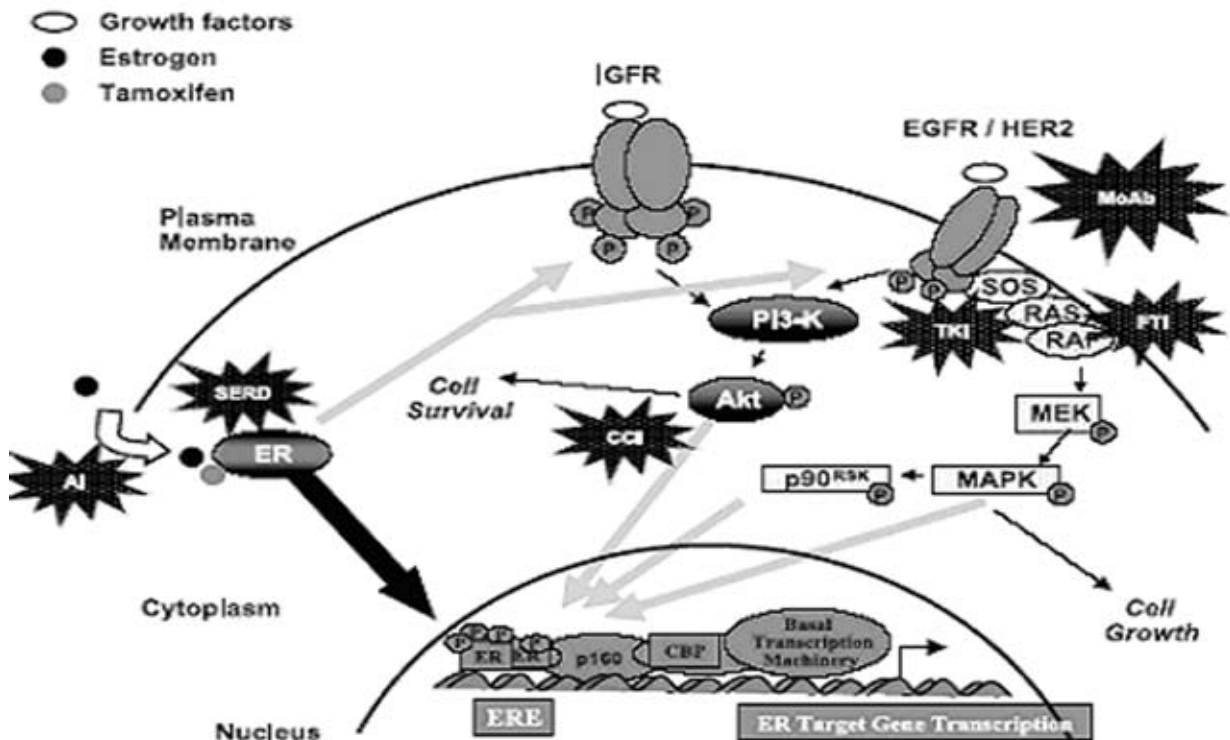 Growth factors
Estrogen
Tamoxifen
IGFR
EGFR / HER2
MoAb
Plasma
Membrane
P
P
P
P
P
P
SOS
RAS
RAF
TKI
FTI
PI3-K
SERD
Cell
Survival
Akt
P
CCI
MEK
P
ER
AI
p90RSK
P
MAPK
P
Cytoplasm
Cell
Growth
P
P
P
P
ER
ER
p160
CBP
Basal
Transcription
Machinery
ERE
ER Target Gene Transcription
Nucleus